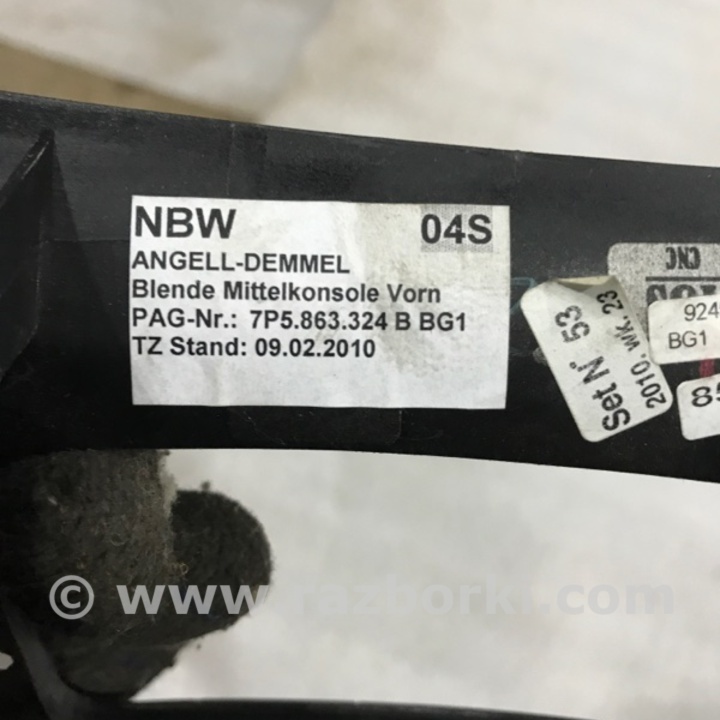 NBW 04S
ANGELL-DEMMEL
Blende Mittelkonsole Vorn
PAG-Nr.: 7P5.863.324 B BG1
TZ Stand: 09.02.2010
Set N° 53
2010. wk. 23
CNC
924
BG1
85
© www.razborki.com